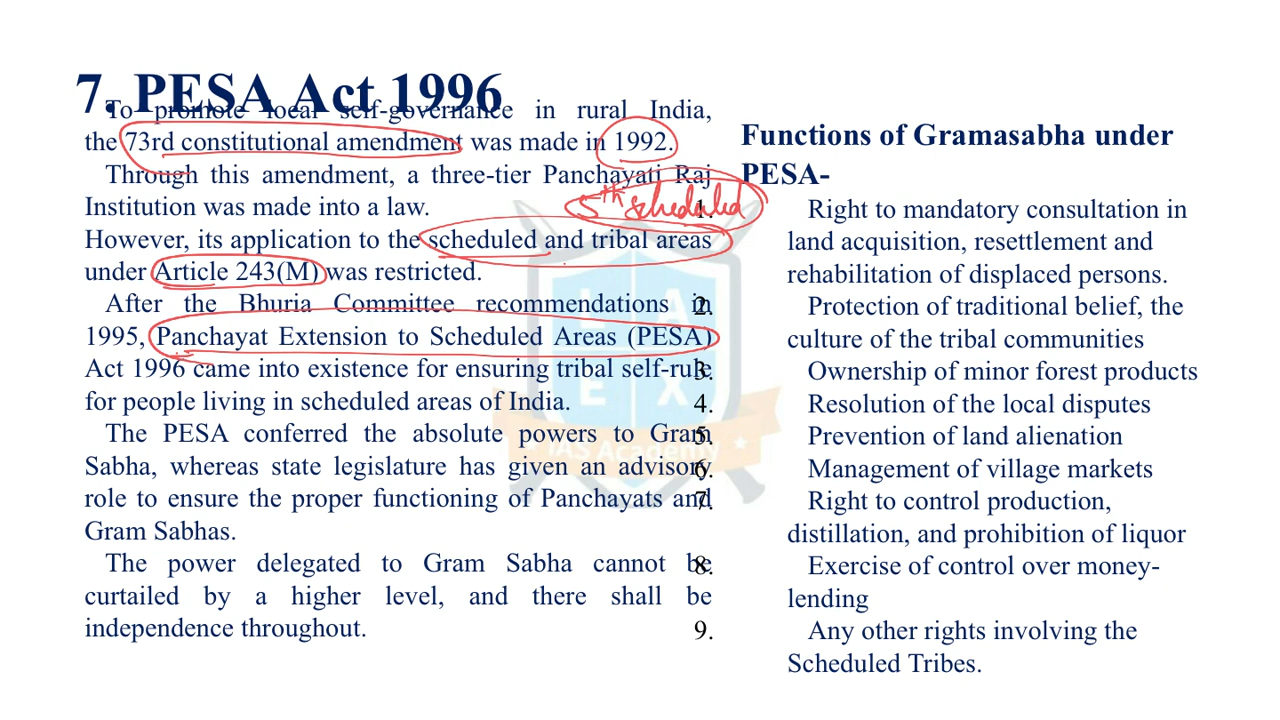 7. PESA Act 1996
To promote local self-governance in rural India,
the 73rd constitutional amendment was made in 1992.
Through this amendment, a three-tier Panchayati Raj
Institution was made into a law.
However, its application to the scheduled and tribal areas
under Article 243(M) was restricted.
After the Bhuria Committee recommendations in
1995, Panchayat Extension to Scheduled Areas (PESA)
Act 1996 came into existence for ensuring tribal self-rule
for people living in scheduled areas of India.
The PESA conferred the absolute powers to Gram
Sabha, whereas state legislature has given an advisory
role to ensure the proper functioning of Panchayats and
Gram Sabhas.
The power delegated to Gram Sabha cannot be
curtailed by a higher level, and there shall be
independence throughout.
5th scheduled
Functions of Gramasabha under
PESA-
1. Right to mandatory consultation in
land acquisition, resettlement and
rehabilitation of displaced persons.
2. Protection of traditional belief, the
culture of the tribal communities
3. Ownership of minor forest products
4. Resolution of the local disputes
5. Prevention of land alienation
6. Management of village markets
7. Right to control production,
distillation, and prohibition of liquor
8. Exercise of control over money-
lending
9. Any other rights involving the
Scheduled Tribes.
L A
E X
IAS Academy